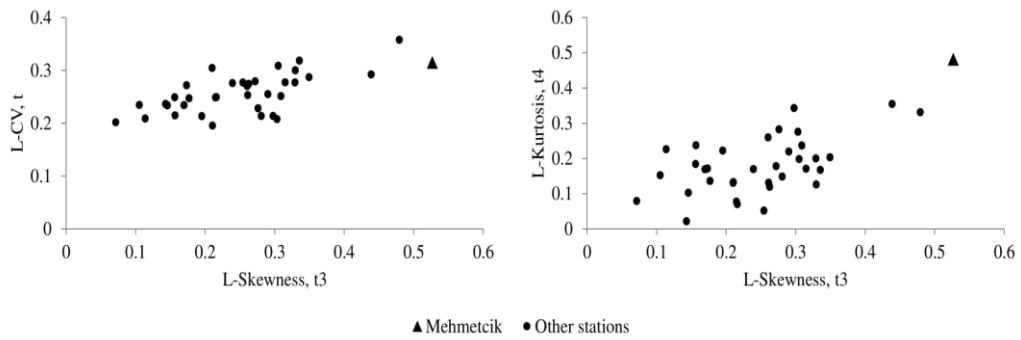 0.4
0.3
0.2
0.1
0
L-CV, t
0 0.1 0.2 0.3 0.4 0.5 0.6
L-Skewness, t3
0.6
0.5
0.4
0.3
0.2
0.1
0
L-Kurtosis, t4
0 0.1 0.2 0.3 0.4 0.5 0.6
L-Skewness, t3
Mehmetcik Other stations